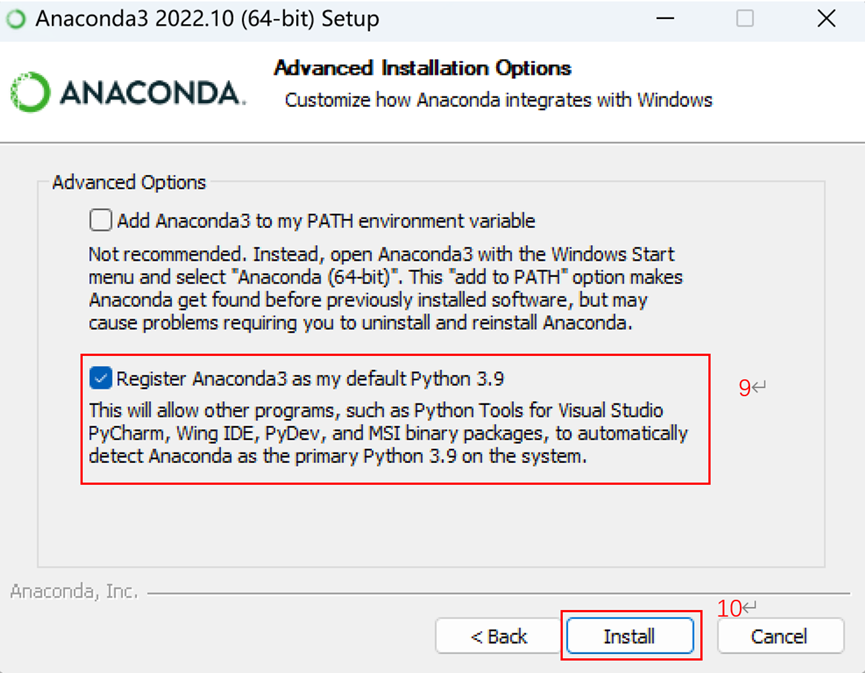 Anaconda3 2022.10 (64-bit) Setup
ANACONDA.
Advanced Installation Options
Customize how Anaconda integrates with Windows
Advanced Options
Add Anaconda3 to my PATH environment variable
Not recommended. Instead, open Anaconda3 with the Windows Start
menu and select "Anaconda (64-bit)". This "add to PATH" option makes
Anaconda get found before previously installed software, but may
cause problems requiring you to uninstall and reinstall Anaconda.
Register Anaconda3 as my default Python 3.9
9↵
This will allow other programs, such as Python Tools for Visual Studio
PyCharm, Wing IDE, PyDev, and MSI binary packages, to automatically
detect Anaconda as the primary Python 3.9 on the system.
Anaconda, Inc.
10↵
< Back Install Cancel